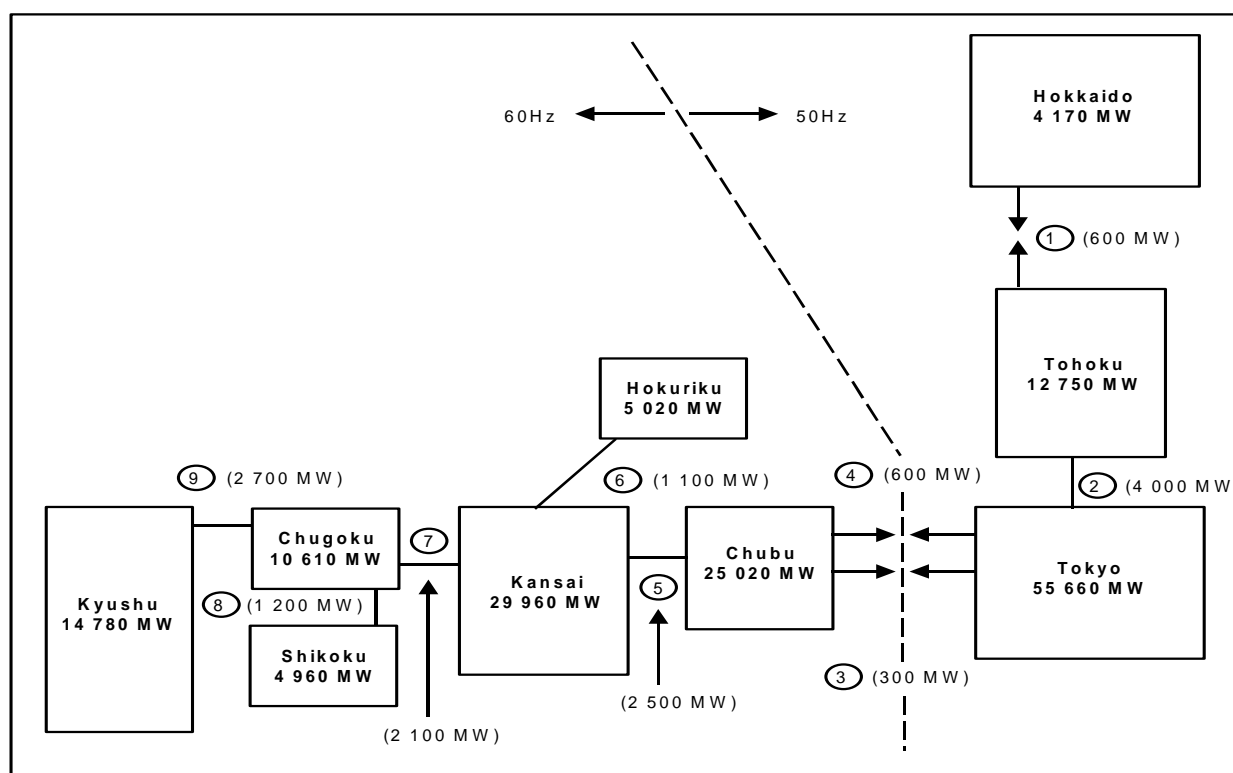 Hokkaido
4 170 MW
60Hz
50Hz
1 (600 MW)
Tohoku
12 750 MW
Hokuriku
5 020 MW
9 (2 700 MW)
6 (1 100 MW)
4 (600 MW)
2 (4 000 MW
Kyushu
14 780 MW
Chugoku
10 610 MW
7
Kansai
29 960 MW
5
Chubu
25 020 MW
Tokyo
55 660 MW
8 (1 200 MW)
Shikoku
4 960 MW
3 (300 MW)
(2 500 MW)
(2 100 MW)